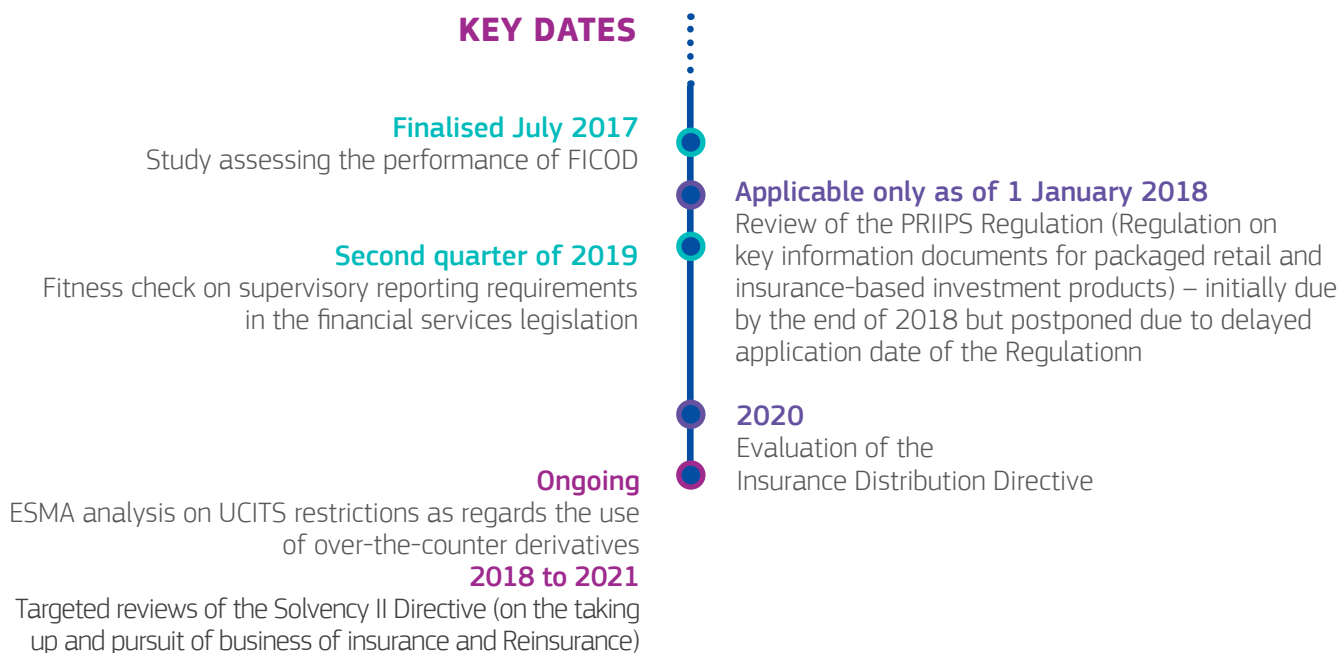 KEY DATES
Finalised July 2017
Study assessing the performance of FICOD
Applicable only as of 1 January 2018
Review of the PRIIPS Regulation (Regulation on
key information documents for packaged retail and
insurance-based investment products) – initially due
by the end of 2018 but postponed due to delayed
application date of the Regulationn
Second quarter of 2019
Fitness check on supervisory reporting requirements
in the financial services legislation
2020
Evaluation of the
Insurance Distribution Directive
Ongoing
ESMA analysis on UCITS restrictions as regards the use
of over-the-counter derivatives
2018 to 2021
Targeted reviews of the Solvency II Directive (on the taking
up and pursuit of business of insurance and Reinsurance)